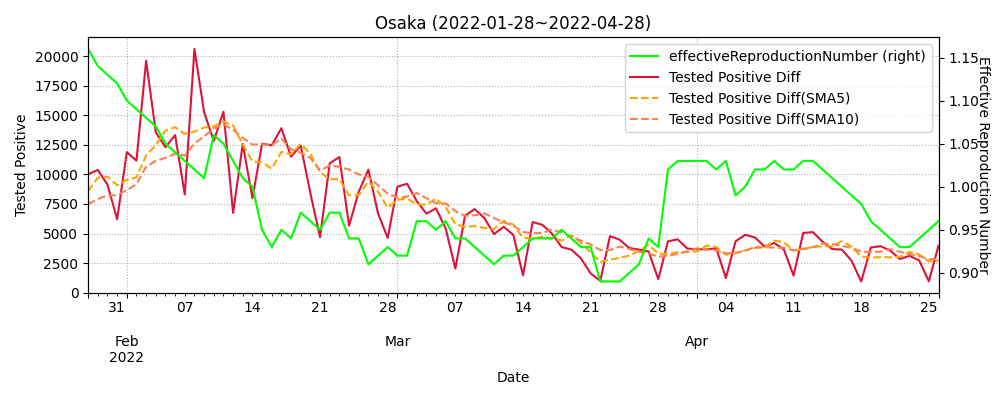 Osaka (2022-01-28~2022-04-28)
effectiveReproductionNumber (right)
Tested Positive Diff
Tested Positive Diff(SMA5)
Tested Positive Diff(SMA10)
Tested Positive
20000
17500
15000
12500
10000
7500
5000
2500
0
Effective Reproduction Number
1.15
1.10
1.05
1.00
0.95
0.90
31 07 14 21 28 07 14 21 28 04 11 18 25
Feb Mar Apr
2022
Date